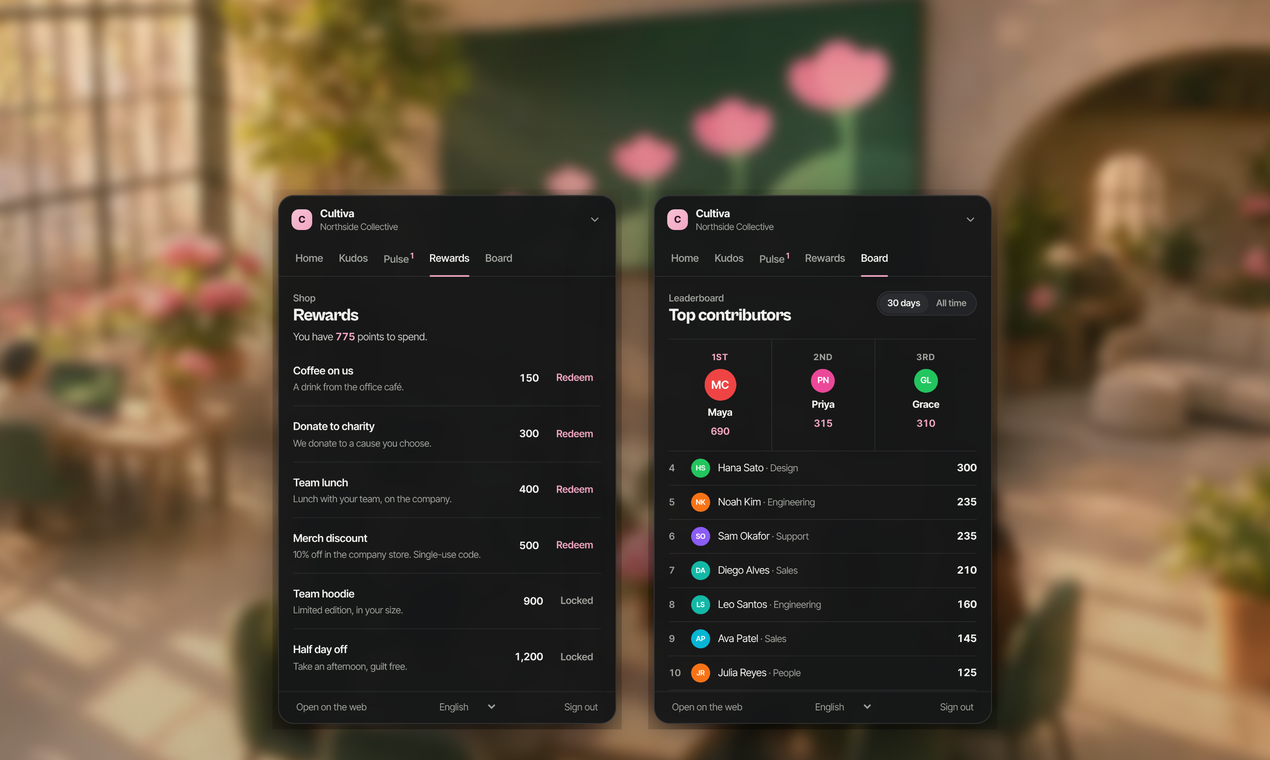 C
Cultiva
Northside Collective
Home Kudos Pulse 1 Rewards Board
Shop
Rewards
You have 775 points to spend.
Coffee on us
A drink from the office café.
150 Redeem
Donate to charity
We donate to a cause you choose.
300 Redeem
Team lunch
Lunch with your team, on the company.
400 Redeem
Merch discount
10% off in the company store. Single-use code.
500 Redeem
Team hoodie
Limited edition, in your size.
900 Locked
Half day off
Take an afternoon, guilt free.
1,200 Locked
Open on the web English Sign out
C
Cultiva
Northside Collective
Home Kudos Pulse 1 Rewards Board
Leaderboard
Top contributors
30 days All time
1ST
MC
Maya
690
2ND
PN
Priya
315
3RD
GL
Grace
310
4 HS Hana Sato · Design 300
5 NK Noah Kim · Engineering 235
6 SO Sam Okafor · Support 235
7 DA Diego Alves · Sales 210
8 LS Leo Santos · Engineering 160
9 AP Ava Patel · Sales 145
10 JR Julia Reyes · People 125
Open on the web English Sign out